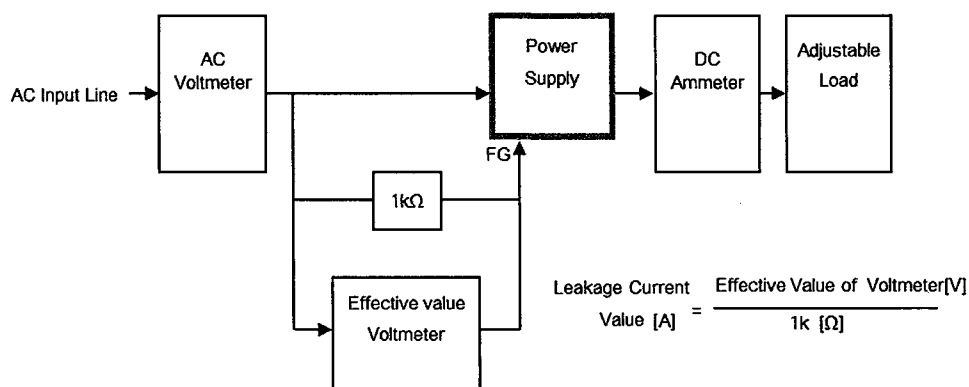 AC Input Line
AC
Voltmeter
Power
Supply
DC
Ammeter
Adjustable
Load
FG
1kΩ
Effective value
Voltmeter
Leakage Current
Value [A]
=
Effective Value of Voltmeter[V]
1k [Ω]